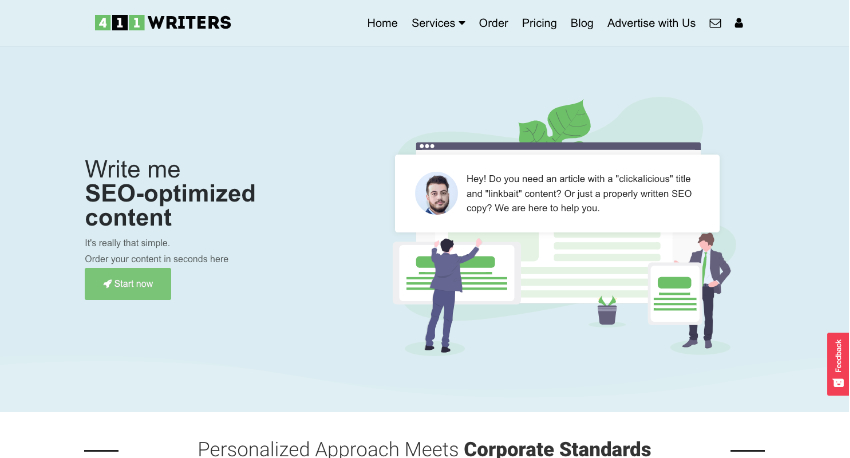 411WRITERS
Home Services Order Pricing Blog Advertise with Us
Write me
SEO-optimized
content
It's really that simple.
Order your content in seconds here
Start now
Hey! Do you need an article with a "clickalicious" title
and "linkbait" content? Or just a properly written SEO
copy? We are here to help you.
Feedback
Personalized Approach Meets Corporate Standards